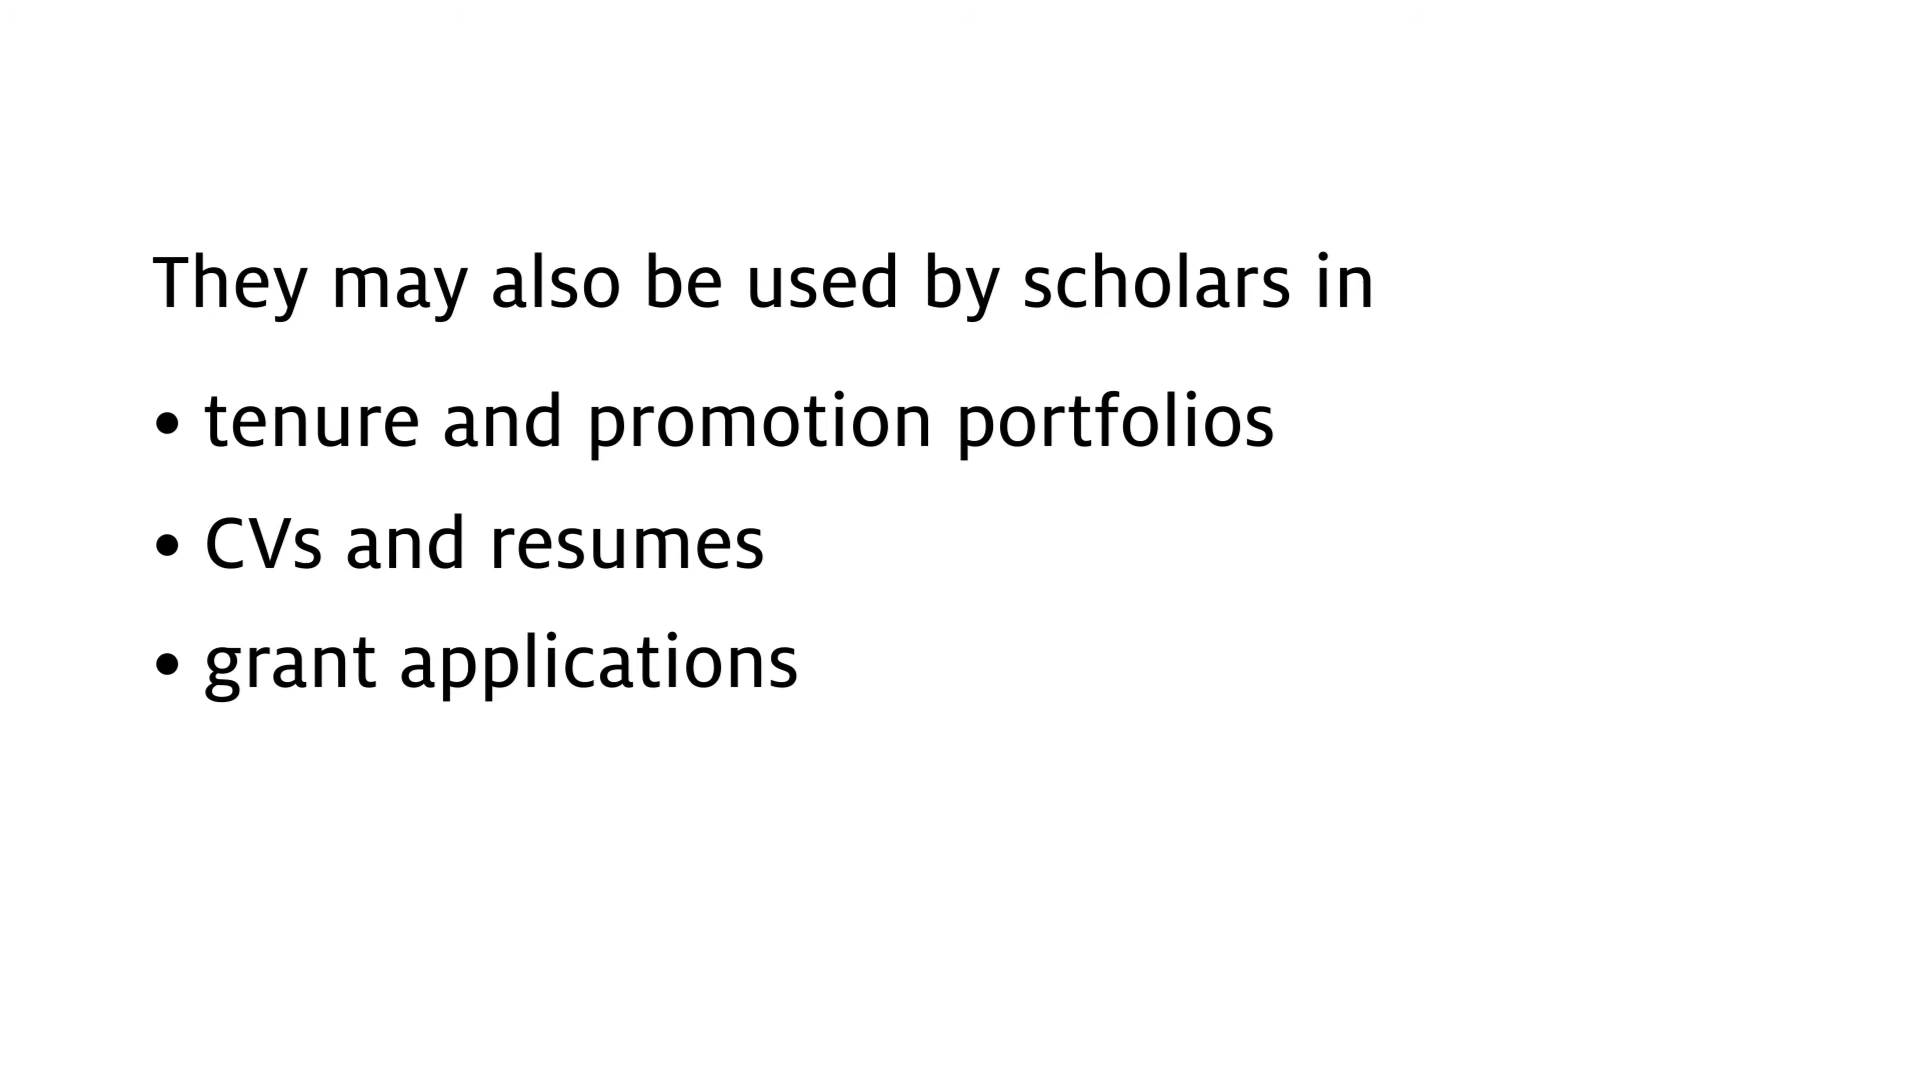 They may also be used by scholars in
• tenure and promotion portfolios
• CVs and resumes
• grant applications